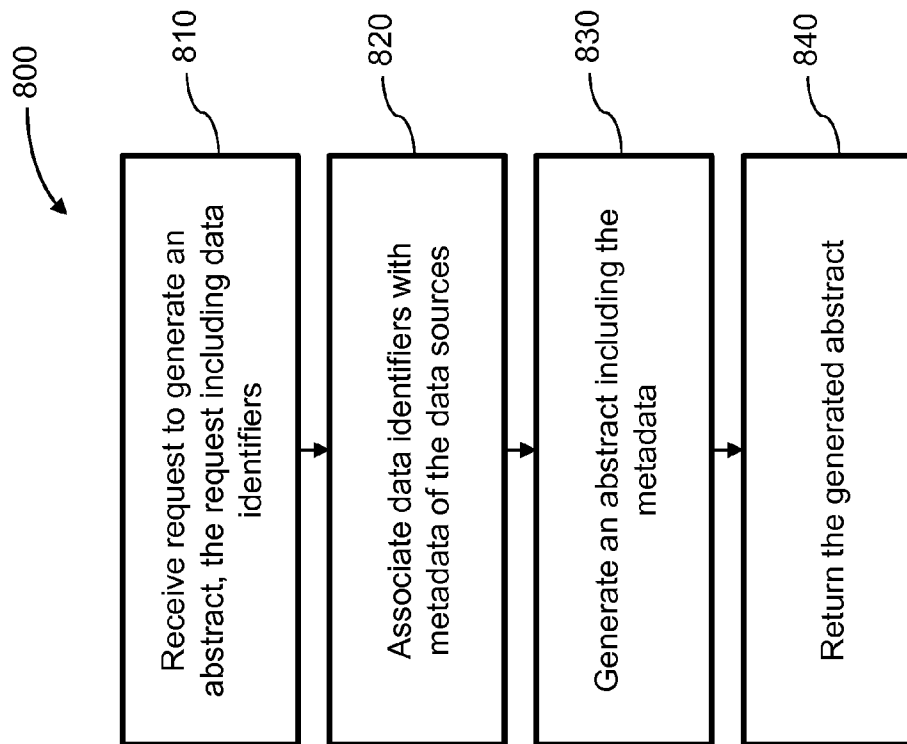 800
Receive request to generate an
abstract, the request including data
identifiers
810
Associate data identifiers with
metadata of the data sources
820
Generate an abstract including the
metadata
830
Return the generated abstract
840